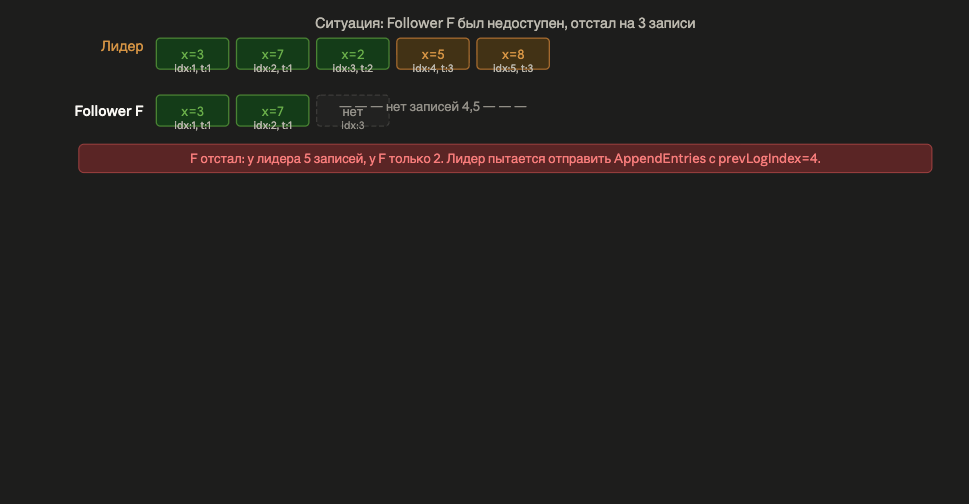 Ситуация: Follower F был недоступен, отстал на 3 записи
Лидер
x=3
x=7
x=2
x=5
x=8
idx:1, t:1
idx:2, t:1
idx:3, t:2
idx:4, t:3
idx:5, t:3
Follower F
x=3
x=7
нет
— — — нет записей 4,5 — — —
idx:1, t:1
idx:2, t:1
idx:3
F отстал: у лидера 5 записей, у F только 2. Лидер пытается отправить AppendEntries с prevLogIndex=4.